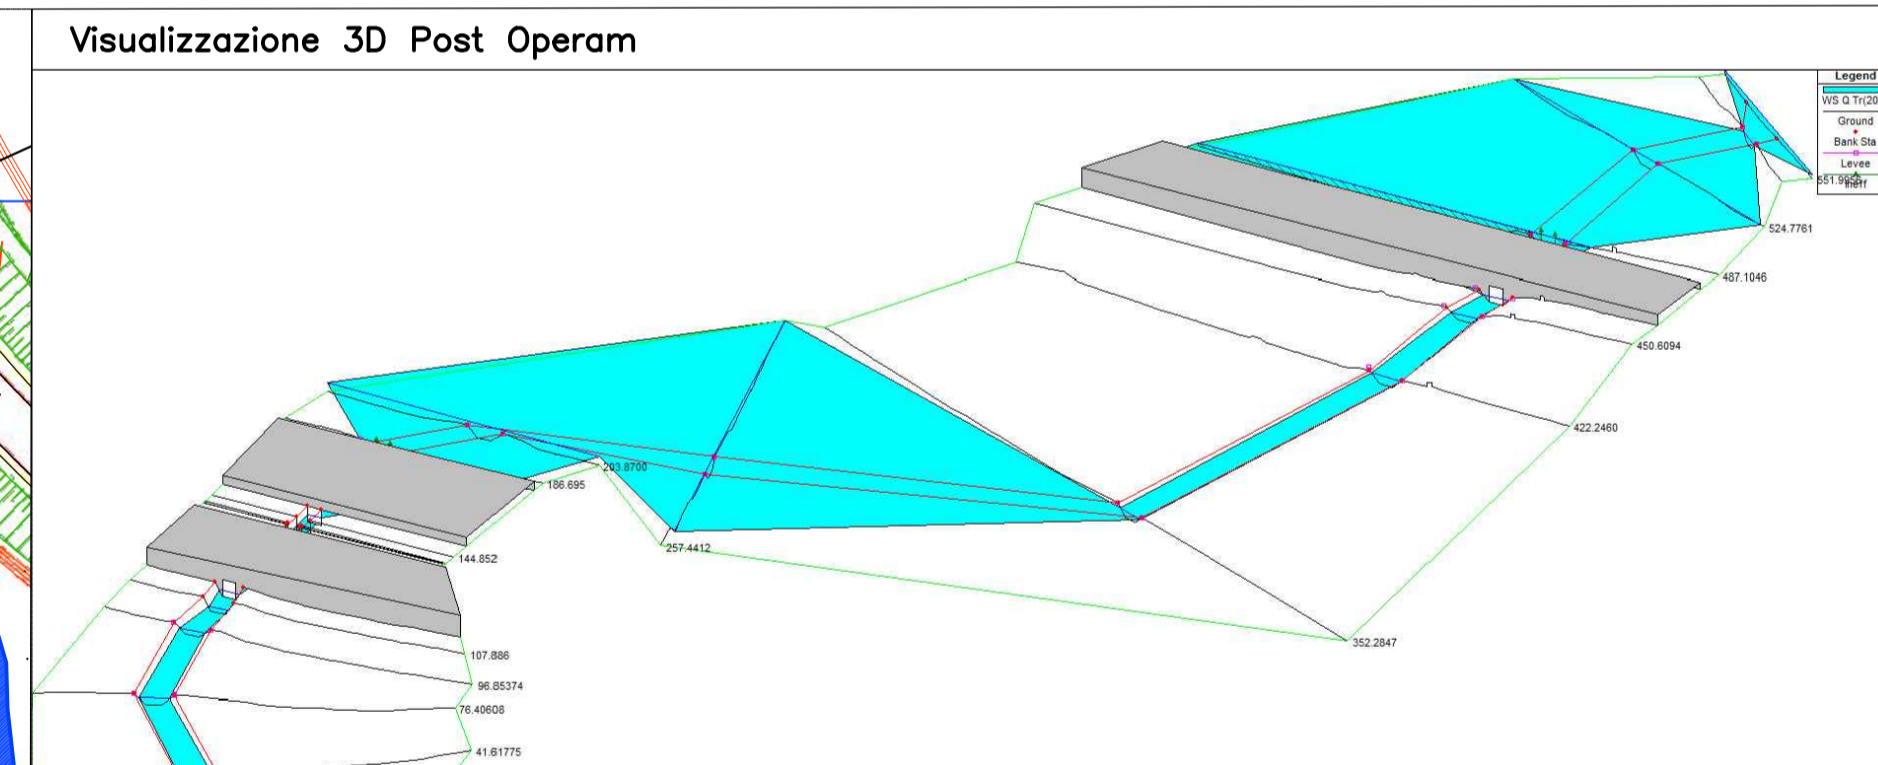 Visualizzazione 3D Post Operam
Legend
WS Q Tr(20
Ground
Bank Sta
Levee
Ineff
551.9956
524.7761
487.1046
450.6094
422.2460
203.8700
186.695
257.4412
144.852
352.2847
107.886
96.85374
76.40608
41.61775